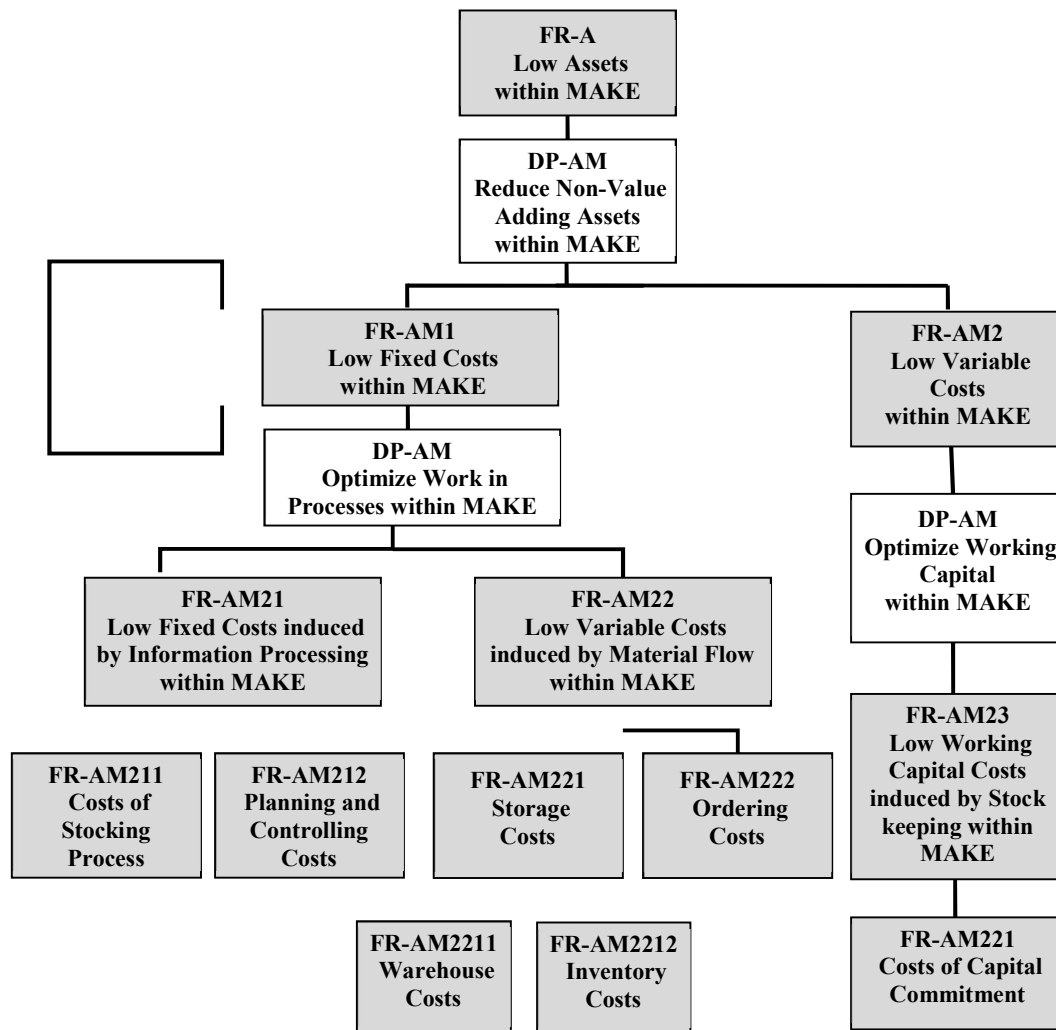 FR-A
Low Assets
within MAKE
DP-AM
Reduce Non-Value
Adding Assets
within MAKE
FR-AM1
Low Fixed Costs
within MAKE
FR-AM2
Low Variable
Costs
within MAKE
DP-AM
Optimize Work in
Processes within MAKE
DP-AM
Optimize Working
Capital
within MAKE
FR-AM21
Low Fixed Costs induced
by Information Processing
within MAKE
FR-AM22
Low Variable Costs
induced by Material Flow
within MAKE
FR-AM23
Low Working
Capital Costs
induced by Stock
keeping within
MAKE
FR-AM211
Costs of
Stocking
Process
FR-AM212
Planning and
Controlling
Costs
FR-AM221
Storage
Costs
FR-AM222
Ordering
Costs
FR-AM2211
Warehouse
Costs
FR-AM2212
Inventory
Costs
FR-AM221
Costs of Capital
Commitment